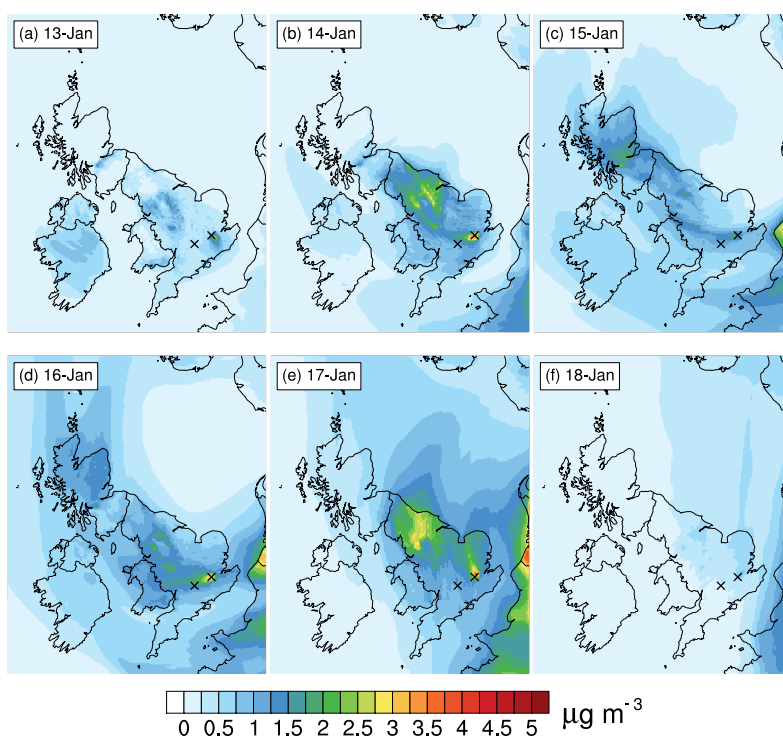 (a) 13-Jan
(b) 14-Jan
(c) 15-Jan
(d) 16-Jan
(e) 17-Jan
(f) 18-Jan
0 0.5 1 1.5 2 2.5 3 3.5 4 4.5 5
μg m⁻³